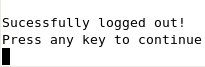 Sucessfully logged out!
Press any key to continue